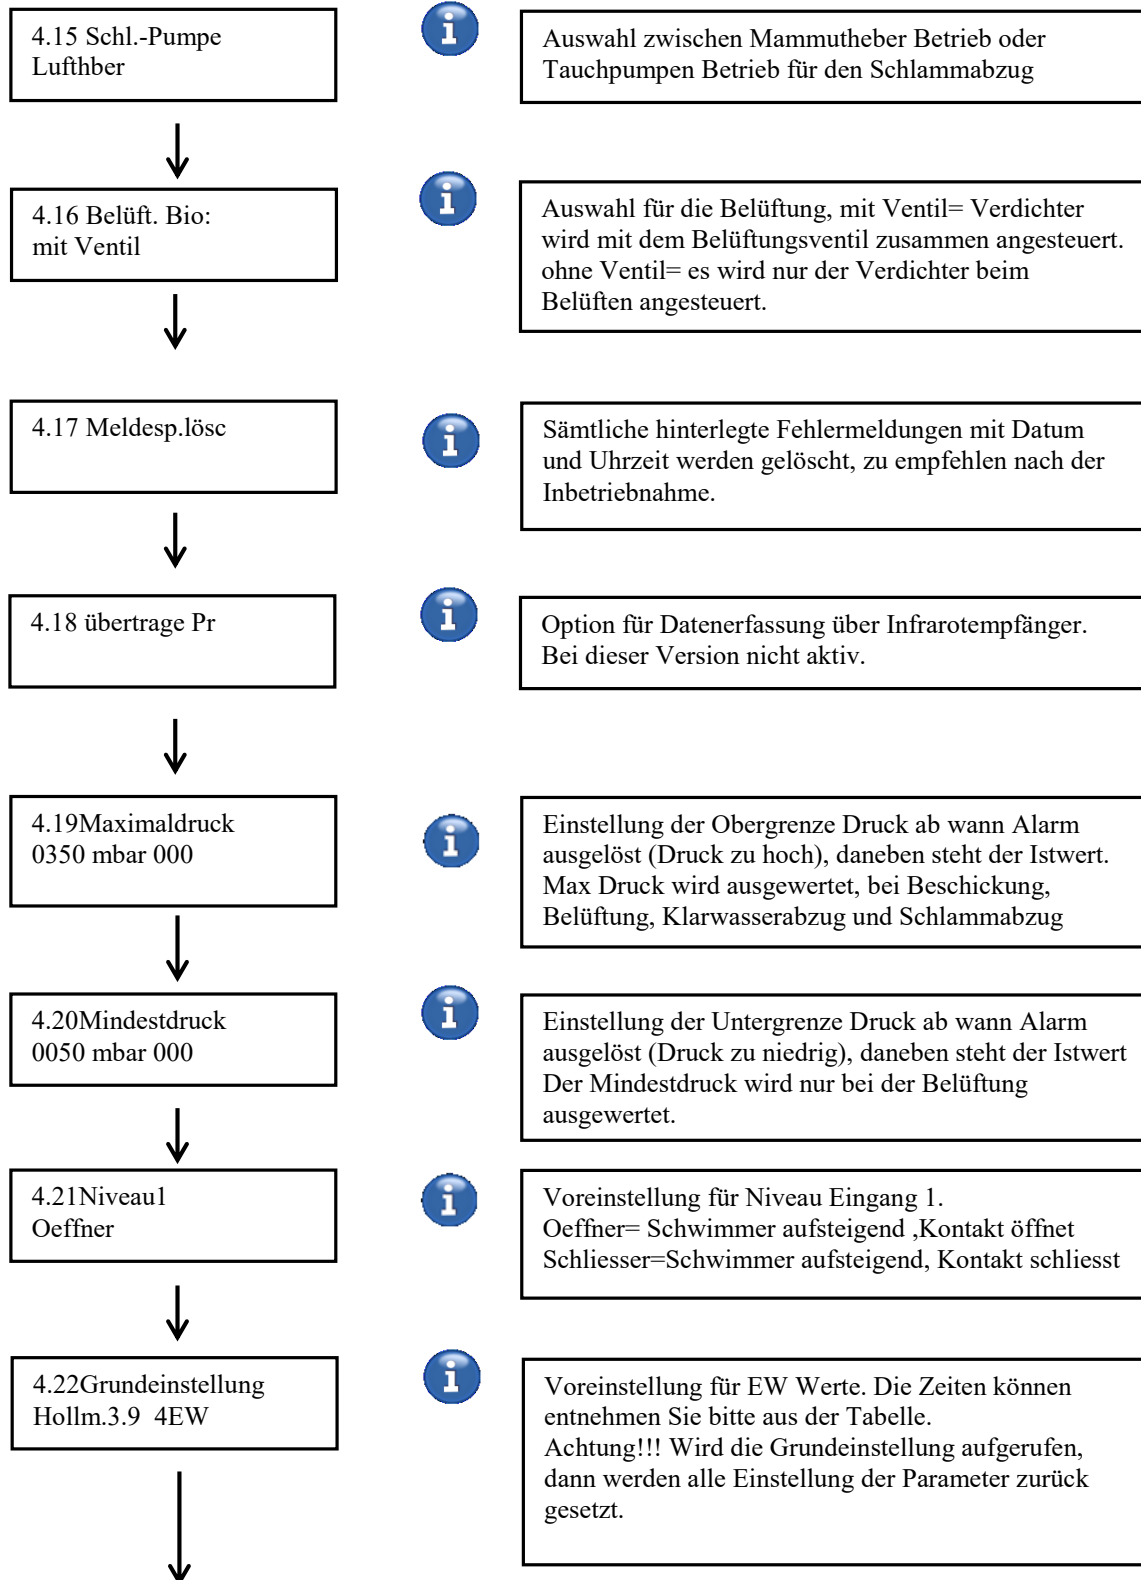 4.15 Schl.-Pumpe
Lufthber
Auswahl zwischen Mammutheber Betrieb oder
Tauchpumpen Betrieb für den Schlammabzug
4.16 Belüft. Bio:
mit Ventil
Auswahl für die Belüftung, mit Ventil= Verdichter
wird mit dem Belüftungsventil zusammen angesteuert.
ohne Ventil= es wird nur der Verdichter beim
Belüften angesteuert.
4.17 Meldesp.lösc
Sämtliche hinterlegte Fehlermeldungen mit Datum
und Uhrzeit werden gelöscht, zu empfehlen nach der
Inbetriebnahme.
4.18 übertrage Pr
Option für Datenerfassung über Infrarotempfänger.
Bei dieser Version nicht aktiv.
4.19Maximaldruck
0350 mbar 000
Einstellung der Obergrenze Druck ab wann Alarm
ausgelöst (Druck zu hoch), daneben steht der Istwert.
Max Druck wird ausgewertet, bei Beschickung,
Belüftung, Klarwasserabzug und Schlammabzug
4.20Mindestdruck
0050 mbar 000
Einstellung der Untergrenze Druck ab wann Alarm
ausgelöst (Druck zu niedrig), daneben steht der Istwert
Der Mindestdruck wird nur bei der Belüftung
ausgewertet.
4.21Niveau1
Oeffner
Voreinstellung für Niveau Eingang 1.
Oeffner= Schwimmer aufsteigend ,Kontakt öffnet
Schliesser=Schwimmer aufsteigend, Kontakt schliesst
4.22Grundeinstellung
Hollm.3.9  4EW
Voreinstellung für EW Werte. Die Zeiten können
entnehmen Sie bitte aus der Tabelle.
Achtung!!! Wird die Grundeinstellung aufgerufen,
dann werden alle Einstellung der Parameter zurück
gesetzt.